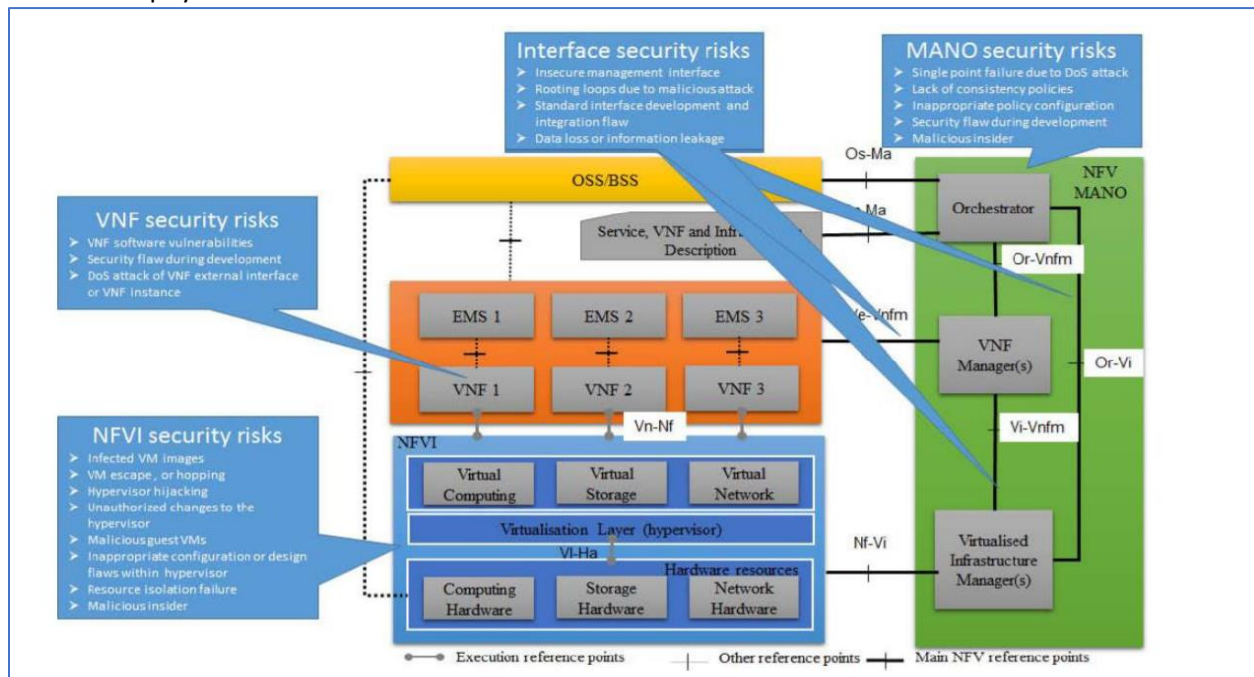 Interface security risks
➤ Insecure management interface
➤ Rooting loops due to malicious attack
➤ Standard interface development and
integration flaw
➤ Data loss or information leakage
MANO security risks
➤ Single point failure due to DoS attack
➤ Lack of consistency policies
➤ Inappropriate policy configuration
➤ Security flaw during development
➤ Malicious insider
Os-Ma
OSS/BSS
NFV
MANO
VNF security risks
➤ VNF software vulnerabilities
➤ Security flaw during development
➤ DoS attack of VNF external interface
or VNF instance
Service, VNF and
Description
-Ma
Orchestrator
Or-Vnfm
EMS 1
EMS 2
EMS 3
e-Vnfm
VNF
Manager(s)
Or-Vi
VNF 1
VNF 2
VNF 3
Vn-Nf
Vi-Vnfm
NFVI security risks
➤ Infected VM images
➤ VM escape, or hopping
➤ Hypervisor hijacking
➤ Unauthorized changes to the
hypervisor
➤ Malicious guest VMs
➤ Inappropriate configuration or design
flaws within hypervisor
➤ Resource isolation failure
➤ Malicious insider
NFVI
Virtual
Computing
Virtual
Storage
Virtual
Network
Virtualisation Layer (hypervisor)
Vl-Ha
Hardware resources
Nf-Vi
Virtualised
Infrastructure
Manager(s)
Computing
Hardware
Storage
Hardware
Network
Hardware
Execution reference points
Other reference points
Main NFV reference points